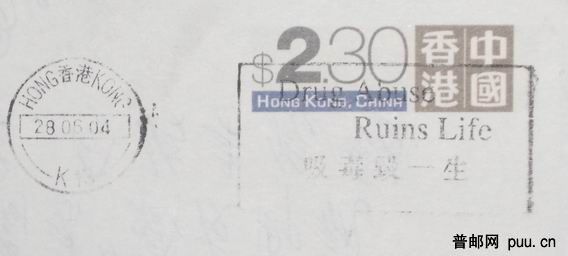 HONG香港KONG
28 05 04
$2.30
中國
香港
HONG KONG, CHINA
Drug Abuse
Ruins Life
吸毒毀一生
普邮网 puu.cn